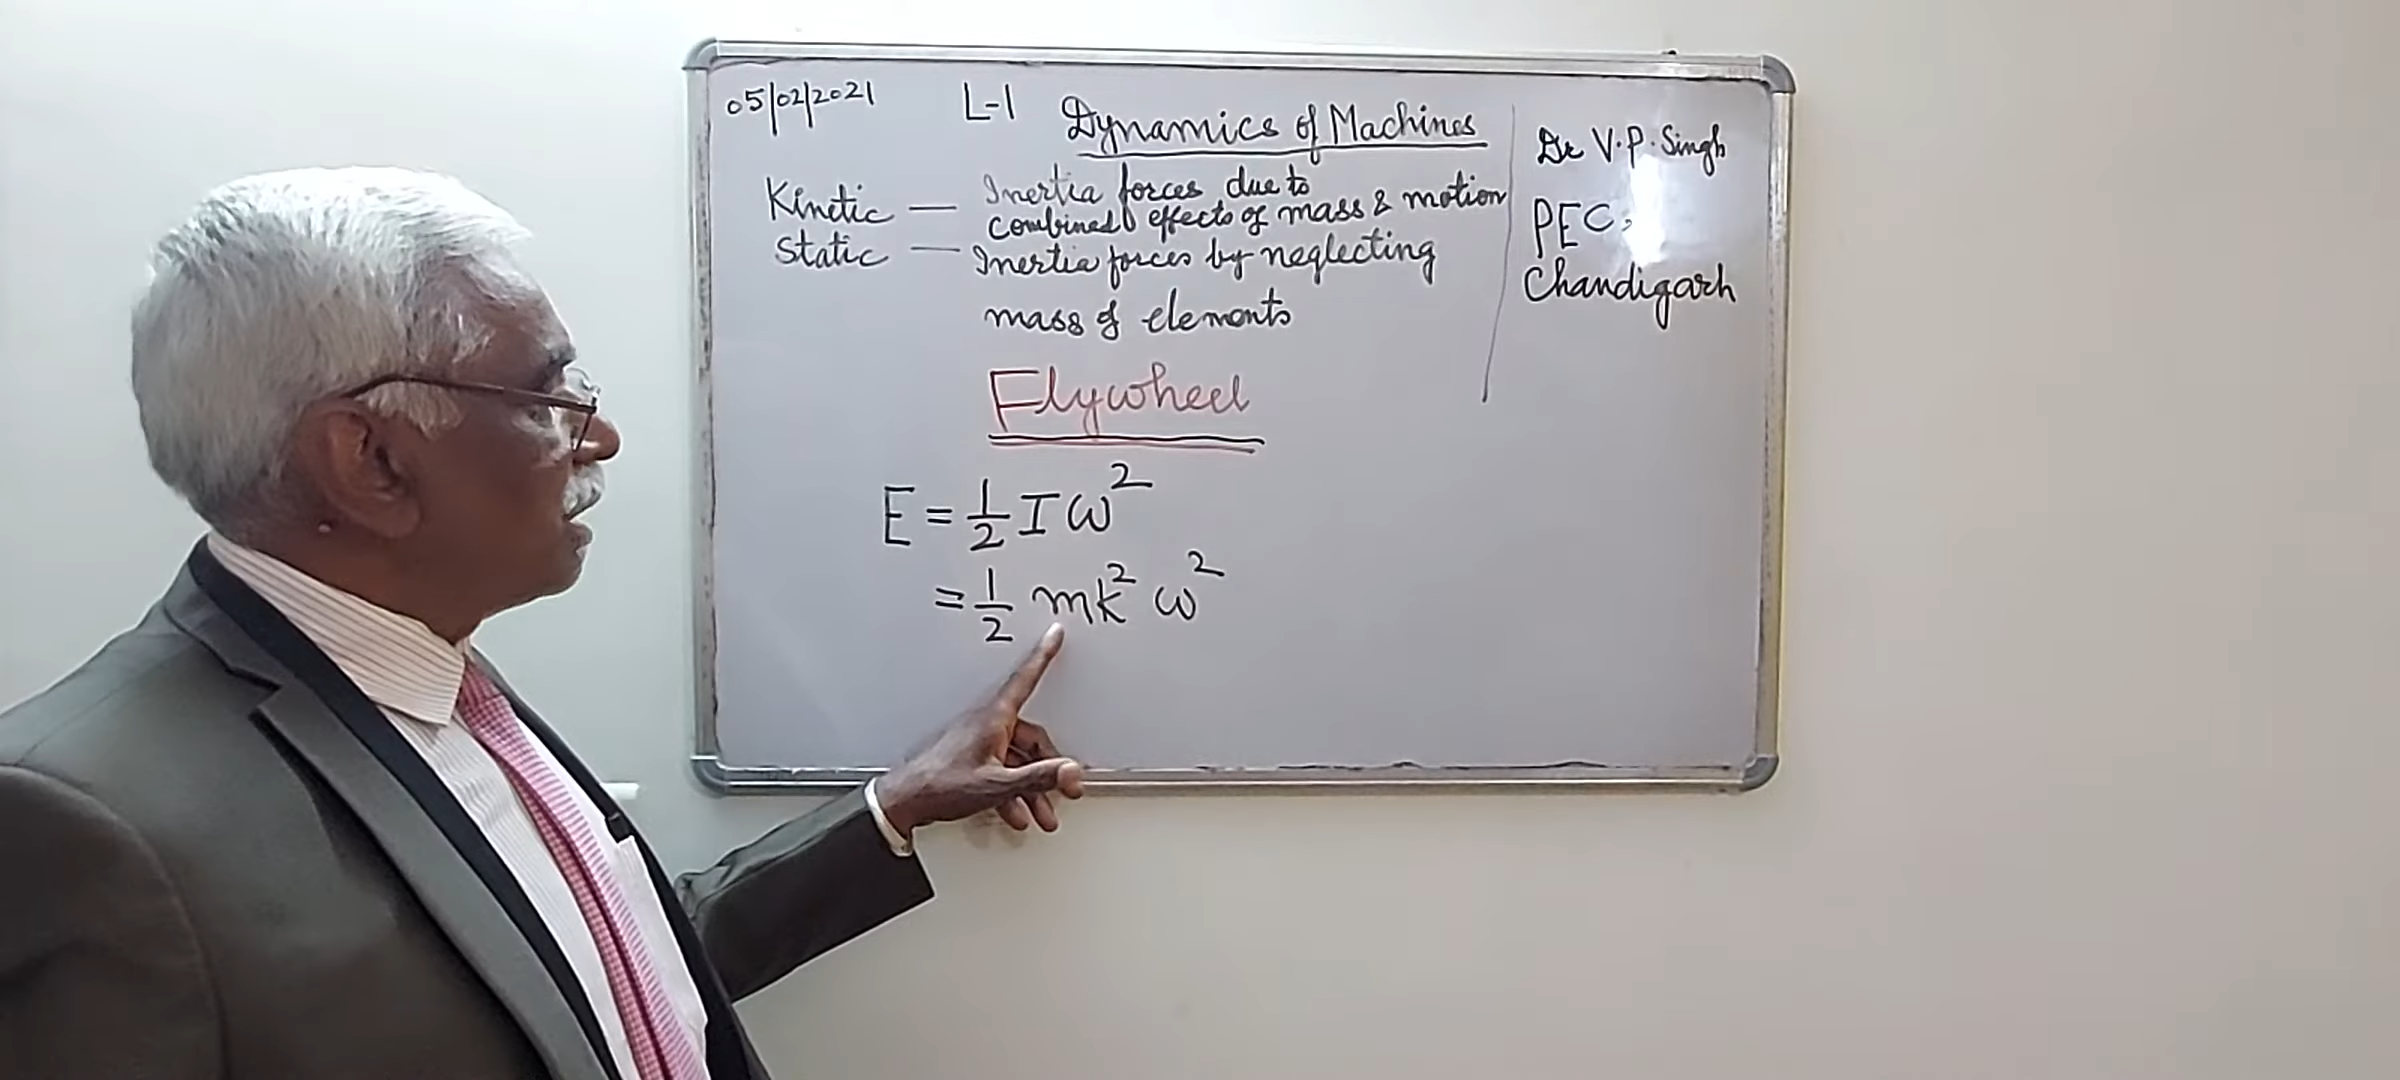 05/02/2021 L-1 Dynamics of Machines
Kinetic — Inertia forces due to
combined effects of mass & motion
Static — Inertia forces by neglecting
mass of elements
Flywheel
E = 1/2 I ω²
= 1/2 mk² ω²
Dr V.P. Singh
PEC,
Chandigarh